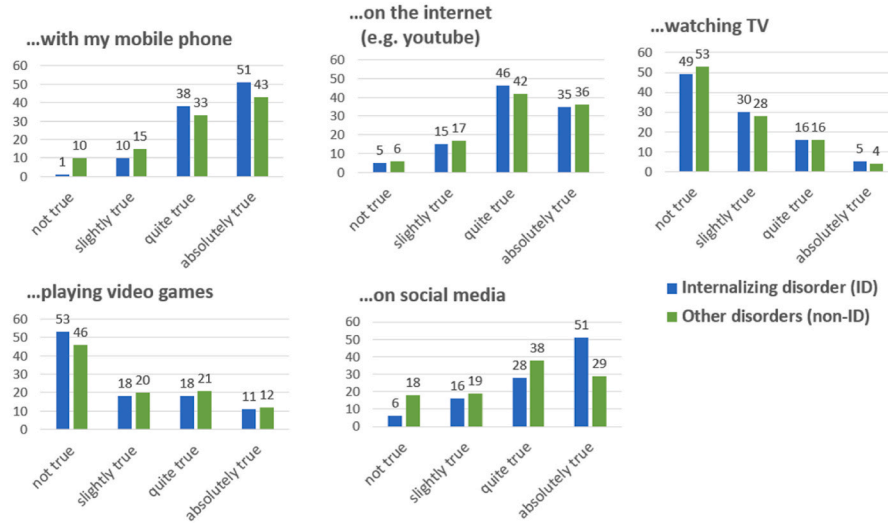 ...with my mobile phone
60
50
40
30
20
10
0
1 10
10 15
38 33
51 43
not true
slightly true
quite true
absolutely true
...on the internet
(e.g. youtube)
60
50
40
30
20
10
0
5 6
15 17
46 42
35 36
not true
slightly true
quite true
absolutely true
...watching TV
60
50
40
30
20
10
0
49 53
30 28
16 16
5 4
not true
slightly true
quite true
absolutely true
...playing video games
60
50
40
30
20
10
0
53 46
18 20
18 21
11 12
not true
slightly true
quite true
absolutely true
...on social media
60
50
40
30
20
10
0
6 18
16 19
28 38
51 29
not true
slightly true
quite true
absolutely true
Internalizing disorder (ID)
Other disorders (non-ID)